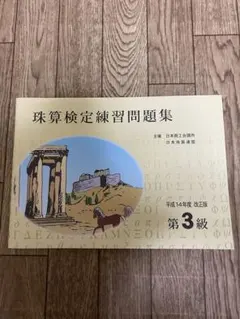 珠算検定練習問題集
主催 日本商工会議所
日本珠算連盟
平成14年度 改正版
第3級